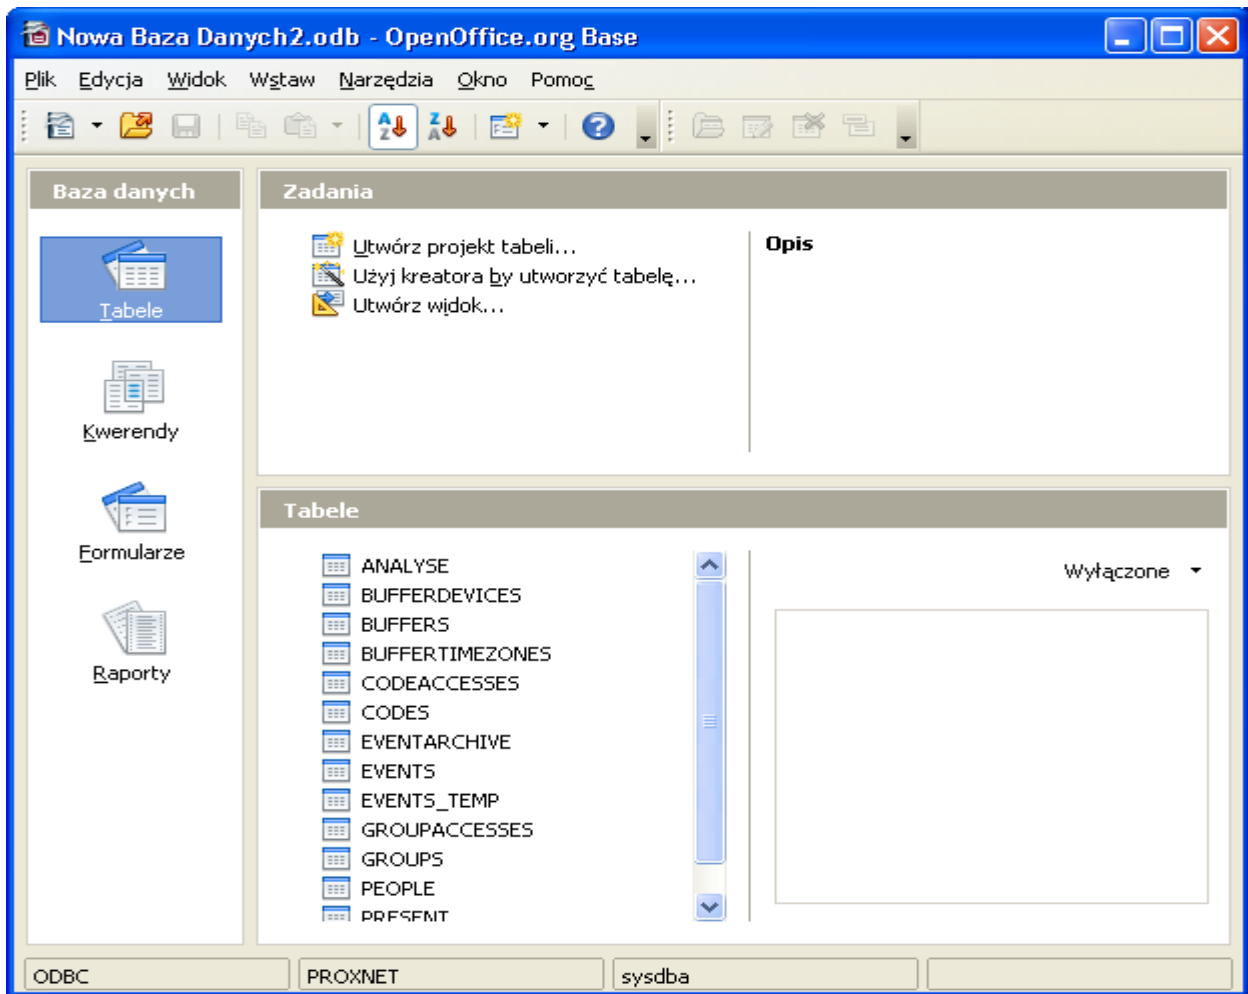 Nowa Baza Danych2.odb - OpenOffice.org Base
Plik Edycja Widok Wstaw Narzędzia Okno Pomoc
Baza danych
Tabele
Kwerendy
Formularze
Raporty
Zadania
Utwórz projekt tabeli...
Użyj kreatora by utworzyć tabelę...
Utwórz widok...
Opis
Tabele
ANALYSE
BUFFERDEVICES
BUFFERS
BUFFERTIMEZONES
CODEACCESSES
CODES
EVENTARCHIVE
EVENTS
EVENTS_TEMP
GROUPACCESSES
GROUPS
PEOPLE
PRESENT
Wyłączone
ODBC PROXNET sysdba